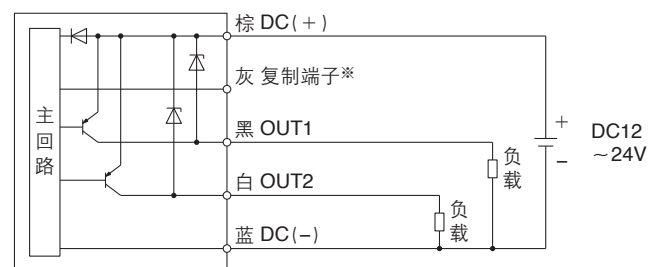 棕 DC(+)
灰 复制端子※
主回路
黑 OUT1
+
−
DC12
～24V
负载
白 OUT2
负载
蓝 DC(−)